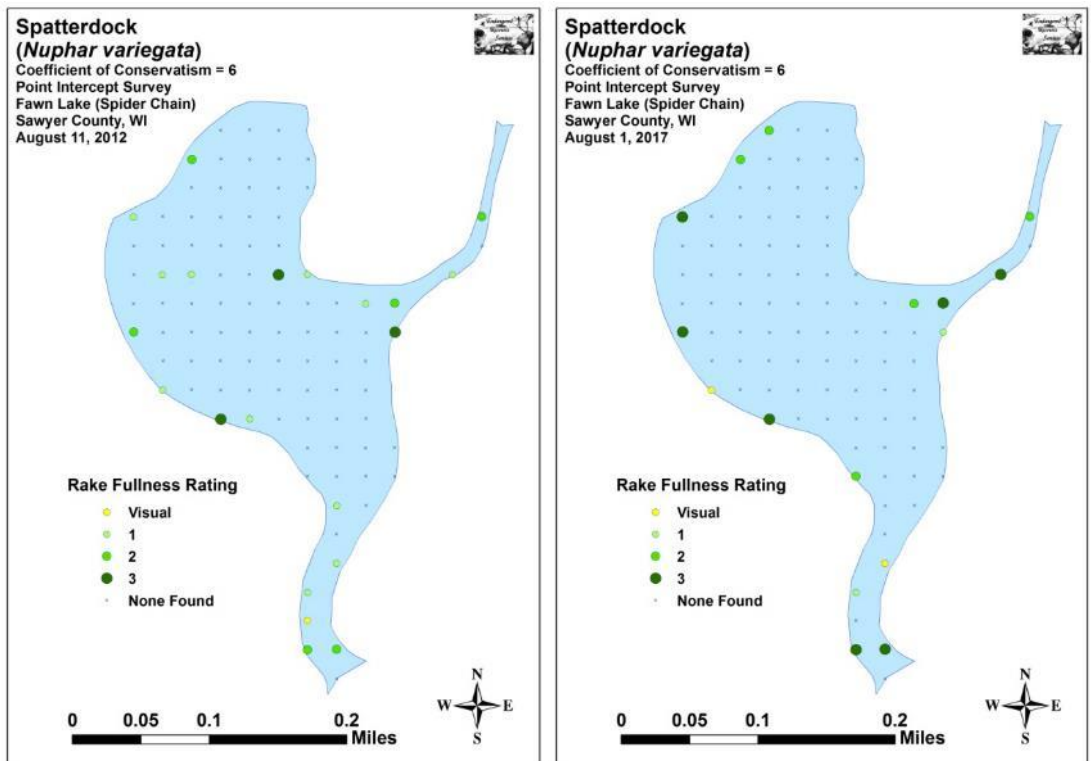 Spatterdock
(Nuphar variegata)
Coefficient of Conservatism = 6
Point Intercept Survey
Fawn Lake (Spider Chain)
Sawyer County, WI
August 11, 2012
Rake Fullness Rating
Visual
1
2
3
None Found
N
W E
S
0 0.05 0.1 0.2
Miles
Spatterdock
(Nuphar variegata)
Coefficient of Conservatism = 6
Point Intercept Survey
Fawn Lake (Spider Chain)
Sawyer County, WI
August 1, 2017
Rake Fullness Rating
Visual
1
2
3
None Found
N
W E
S
0 0.05 0.1 0.2
Miles